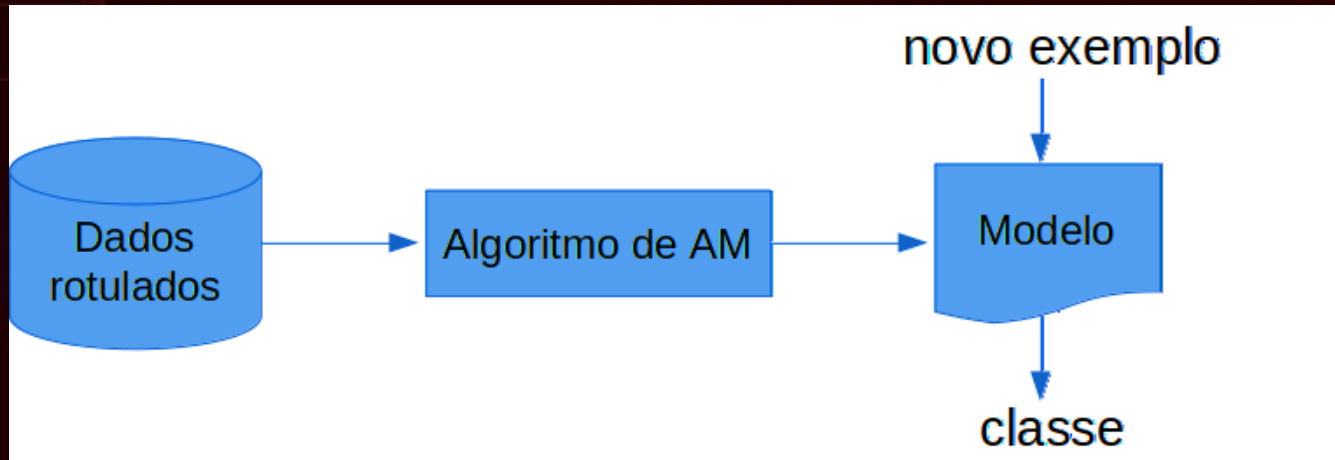 novo exemplo
Dados
rotulados
Algoritmo de AM
Modelo
classe